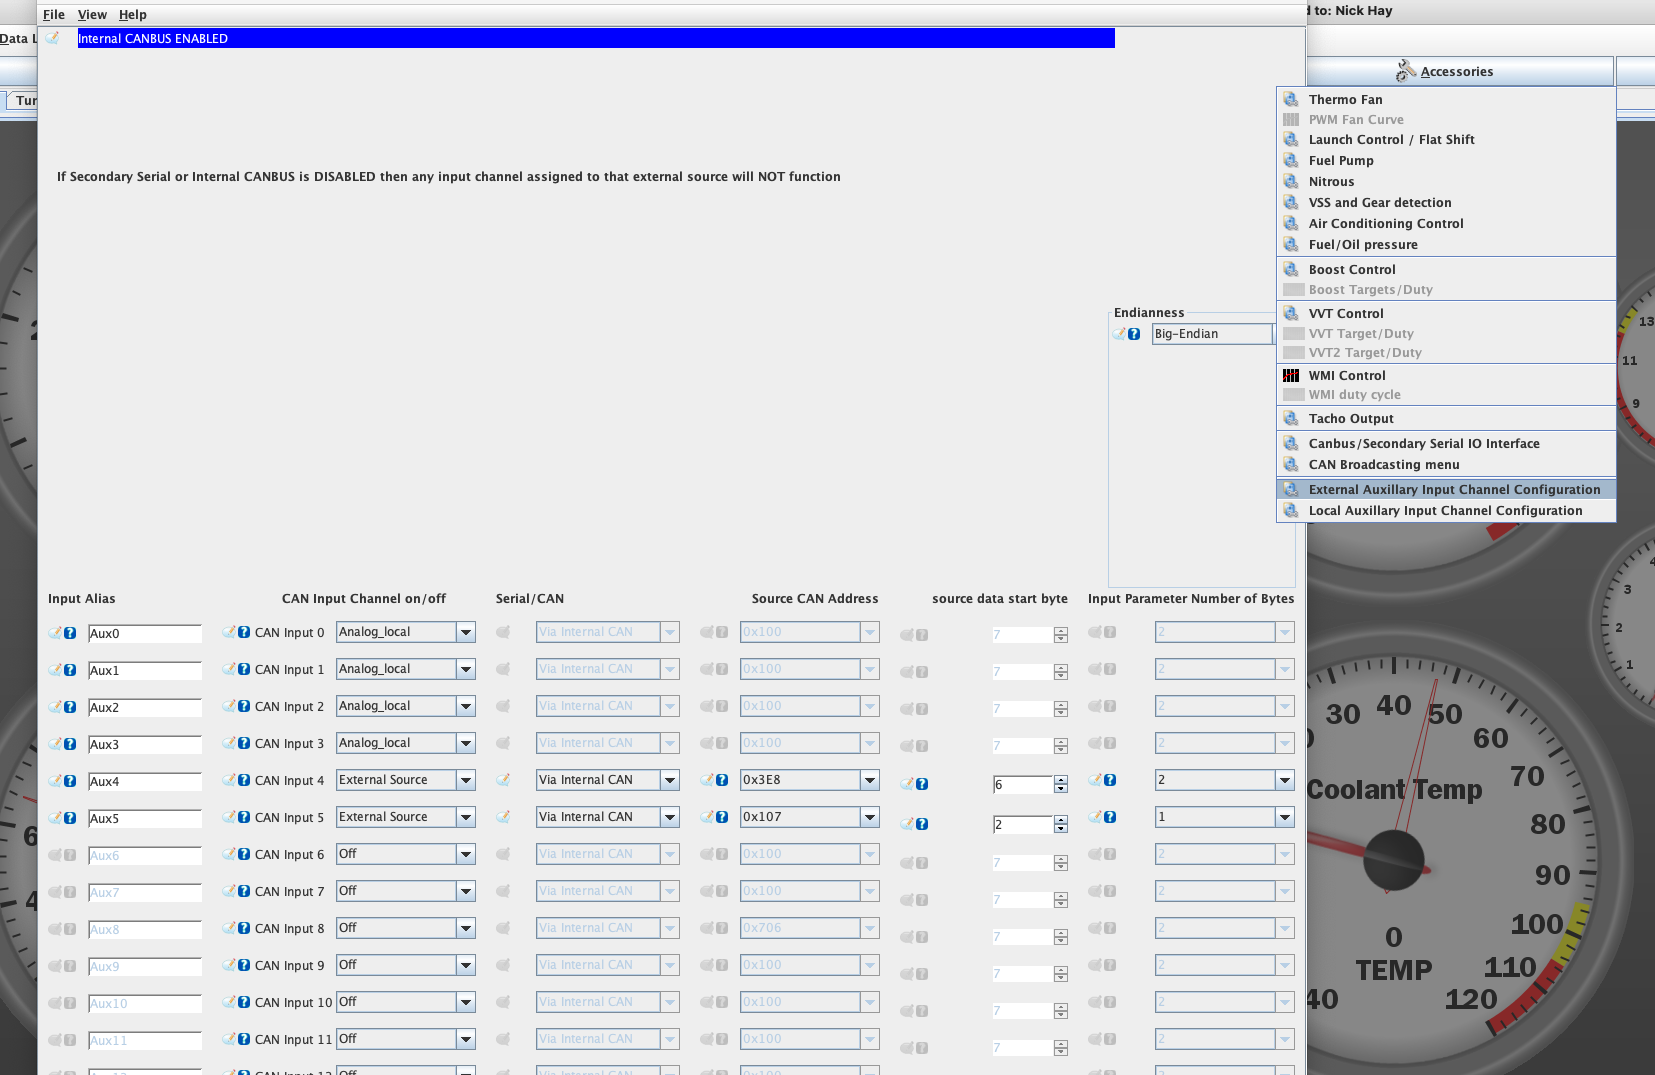 File View Help
d to: Nick Hay
Data L
Internal CANBUS ENABLED
Accessories
Tur
Thermo Fan
PWM Fan Curve
Launch Control / Flat Shift
Fuel Pump
Nitrous
VSS and Gear detection
Air Conditioning Control
Fuel/Oil pressure
Boost Control
Boost Targets/Duty
VVT Control
VVT Target/Duty
VVT2 Target/Duty
WMI Control
WMI duty cycle
Tacho Output
Canbus/Secondary Serial IO Interface
CAN Broadcasting menu
External Auxillary Input Channel Configuration
Local Auxillary Input Channel Configuration
If Secondary Serial or Internal CANBUS is DISABLED then any input channel assigned to that external source will NOT function
Endianness
Big-Endian
Input Alias CAN Input Channel on/off Serial/CAN Source CAN Address source data start byte Input Parameter Number of Bytes
Aux0 CAN Input 0 Analog_local Via Internal CAN 0x100 7 2
Aux1 CAN Input 1 Analog_local Via Internal CAN 0x100 7 2
Aux2 CAN Input 2 Analog_local Via Internal CAN 0x100 7 2
Aux3 CAN Input 3 Analog_local Via Internal CAN 0x100 7 2
Aux4 CAN Input 4 External Source Via Internal CAN 0x3E8 6 2
Aux5 CAN Input 5 External Source Via Internal CAN 0x107 2 1
Aux6 CAN Input 6 Off Via Internal CAN 0x100 7 2
Aux7 CAN Input 7 Off Via Internal CAN 0x100 7 2
Aux8 CAN Input 8 Off Via Internal CAN 0x706 7 2
Aux9 CAN Input 9 Off Via Internal CAN 0x100 7 2
Aux10 CAN Input 10 Off Via Internal CAN 0x100 7 2
Aux11 CAN Input 11 Off Via Internal CAN 0x100 7 2
2
6
4
13
11
9
4
3
2
1
30 40 50 60 70 80 90 100 110 120
Coolant Temp
0
TEMP
40